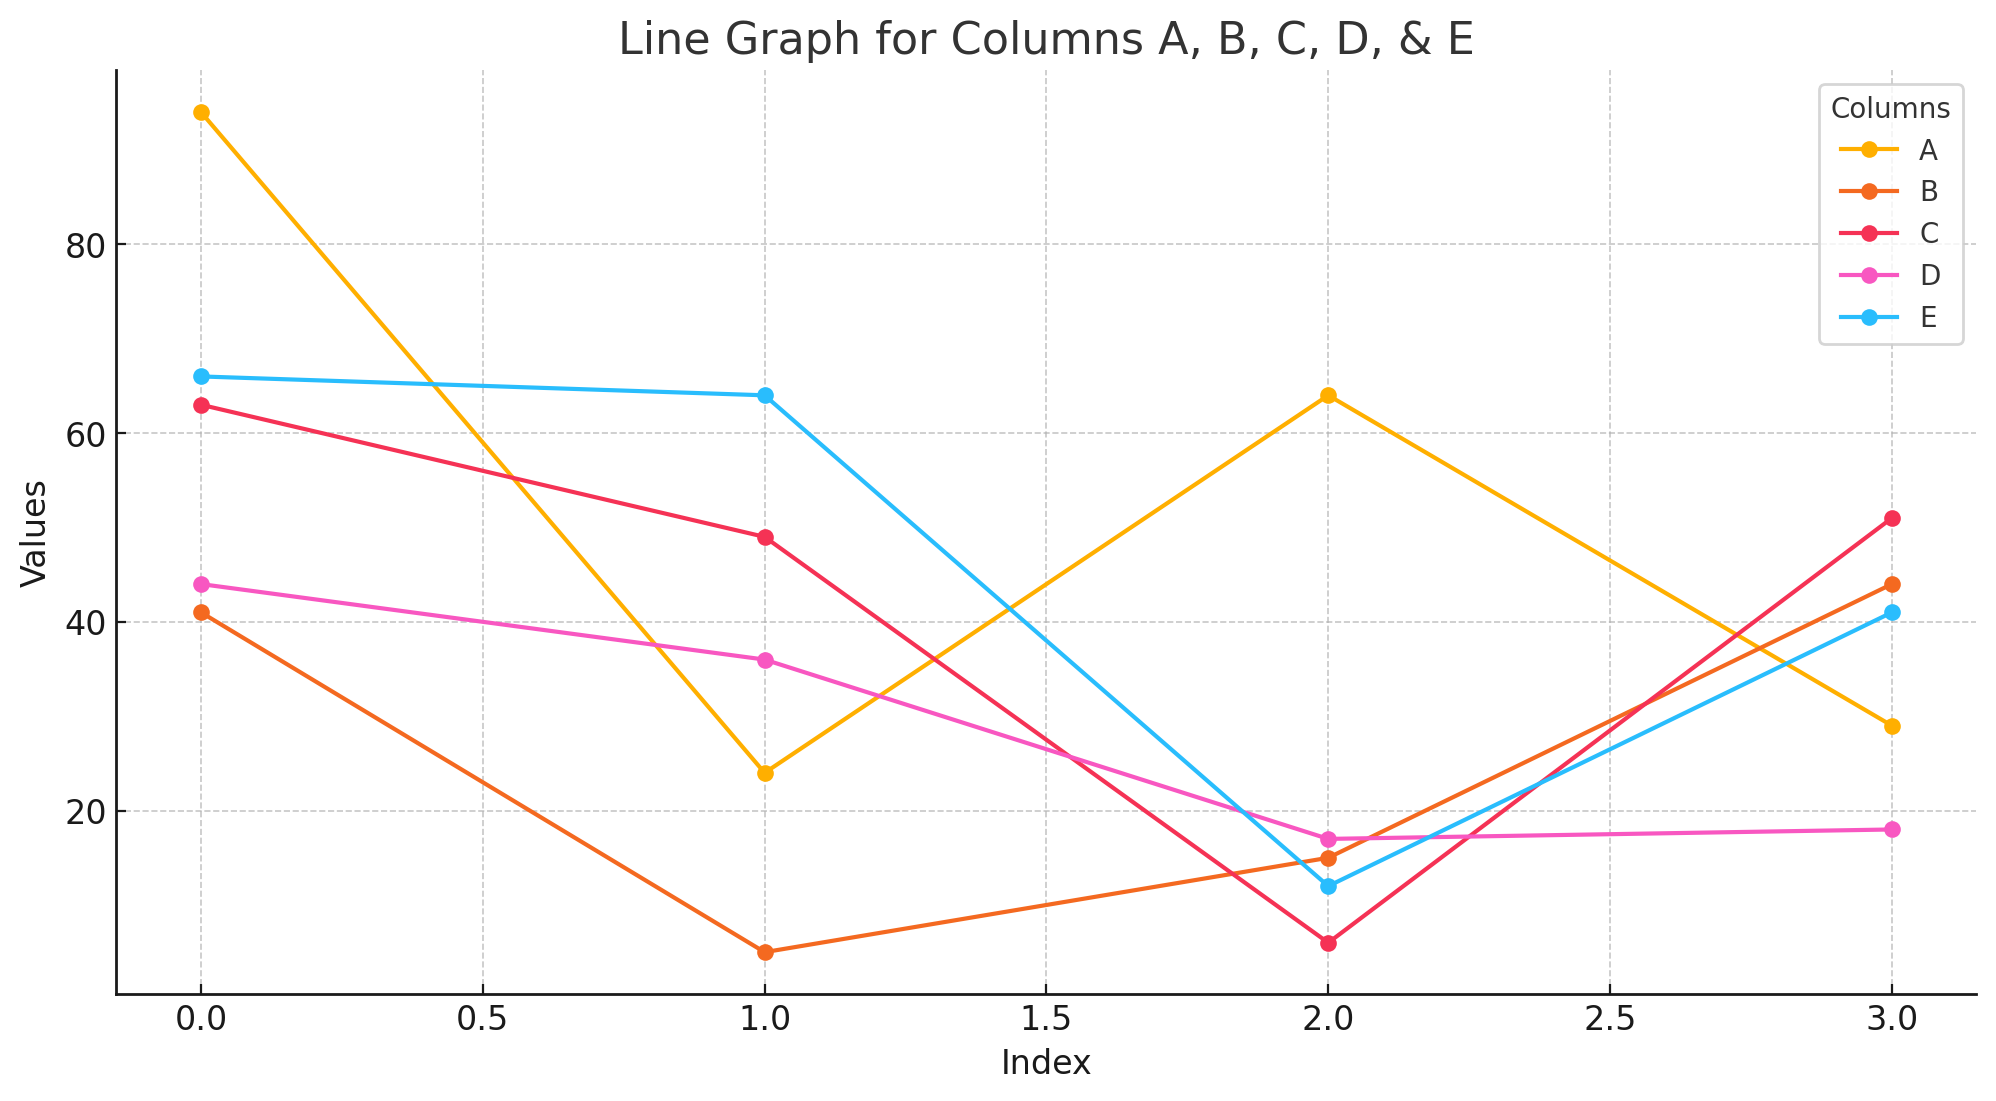 Line Graph for Columns A, B, C, D, & E
Columns
A
B
C
D
E
80
60
40
20
Values
0.0 0.5 1.0 1.5 2.0 2.5 3.0
Index